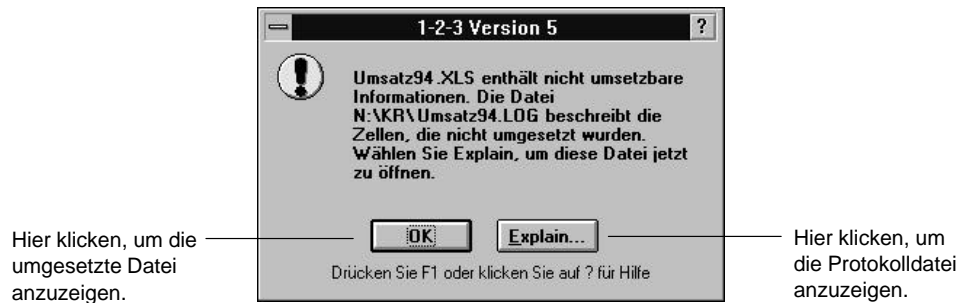 1-2-3 Version 5
?
Umsatz94.XLS enthält nicht umsetzbare
Informationen. Die Datei
N:\KR\Umsatz94.LOG beschreibt die
Zellen, die nicht umgesetzt wurden.
Wählen Sie Explain, um diese Datei jetzt
zu öffnen.
OK
Explain...
Drücken Sie F1 oder klicken Sie auf ? für Hilfe
Hier klicken, um die
umgesetzte Datei
anzuzeigen.
Hier klicken, um
die Protokolldatei
anzuzeigen.